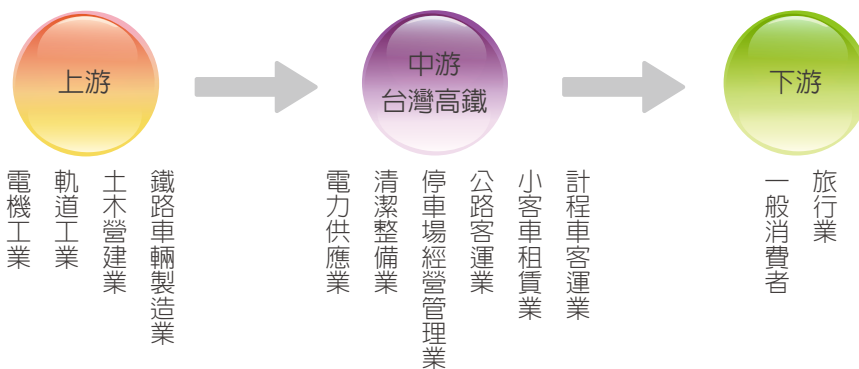 上游
中游
台灣高鐵
下游
電機工業
軌道工業
土木營建業
鐵路車輛製造業
電力供應業
清潔整備業
停車場經營管理業
公路客運業
小客車租賃業
計程車客運業
一般消費者
旅行業